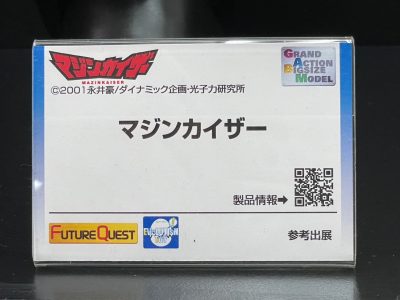 マジンカイザー
MAZINKAISER
©2001永井豪/ダイナミック企画・光子力研究所
GRAND
ACTION
BIGSIZE
MODEL
マジンカイザー
製品情報➡
FUTURE QUEST
EVOLUTION
TOY
参考出展